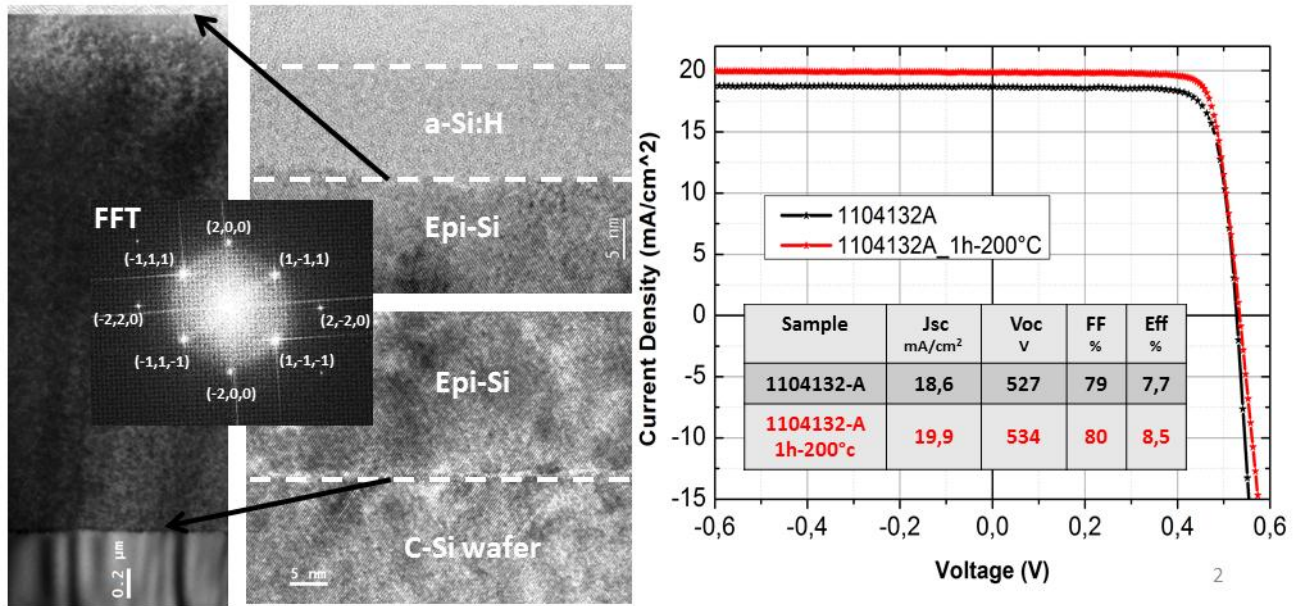 a-Si:H
Epi-Si
5 nm
FFT
(2,0,0)
(-1,1,1)
(1,-1,1)
(-2,2,0)
(2,-2,0)
(-1,1,-1)
(1,-1,-1)
(-2,0,0)
Epi-Si
C-Si wafer
5 nm
0.2 µm
Current Density (mA/cm^2)
20
15
10
5
0
-5
-10
-15
1104132A
1104132A_1h-200°C
Sample Jsc Voc FF Eff
mA/cm² V % %
1104132-A 18,6 527 79 7,7
1104132-A 19,9 534 80 8,5
1h-200°c
-0,6 -0,4 -0,2 0,0 0,2 0,4 0,6
Voltage (V)
2